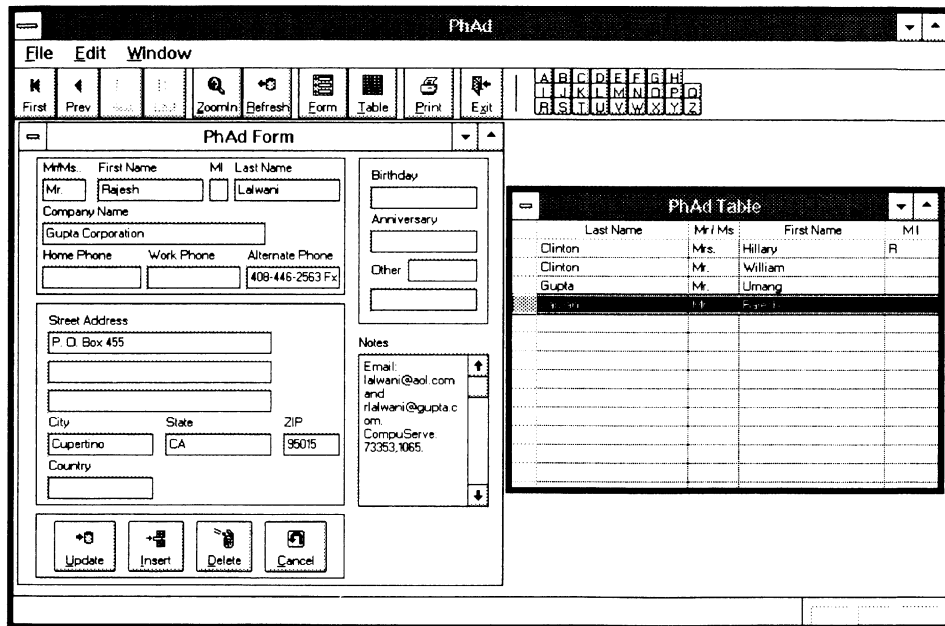 PhAd
File Edit Window
First Prev ZoomIn Refresh Form Table Print Exit
A B C D E F G H
I J K L M N O P Q
R S T U V W X Y Z
PhAd Form
Mr/Ms.. First Name MI Last Name
Mr. Rajesh Lalwani
Company Name
Gupta Corporation
Home Phone Work Phone Alternate Phone
408-446-2563 Fx
Street Address
P. O. Box 455
City State ZIP
Cupertino CA 95015
Country
Update Insert Delete Cancel
Birthday
Anniversary
Other
Notes
Email:
lalwani@aol.com
and
rlalwani@gupta.c
om.
CompuServe:
73353,1065.
PhAd Table
Last Name Mr / Ms First Name M I
Clinton Mrs. Hillary R
Clinton Mr. William
Gupta Mr. Umang